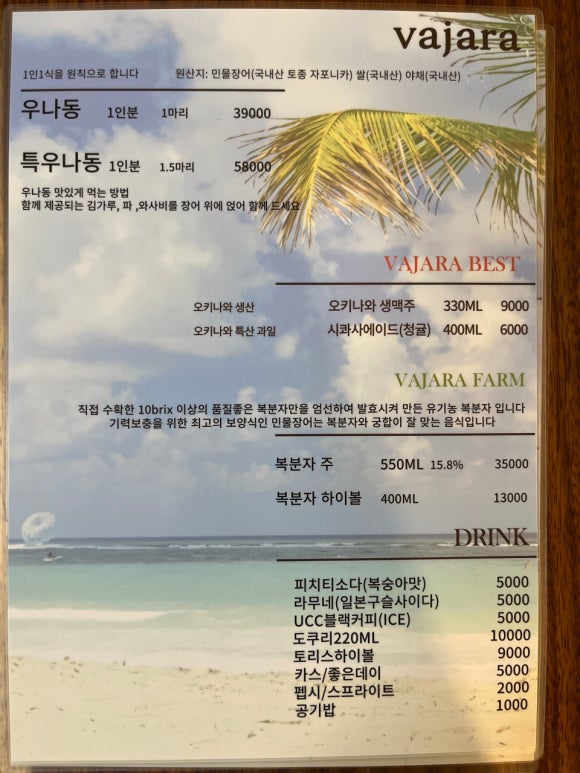 vajara
1인1식을 원칙으로 합니다 원산지: 민물장어(국내산 토종 자포니카) 쌀(국내산) 야채(국내산)
우나동 1인분 1마리 39000
특우나동 1인분 1.5마리 58000
우나동 맛있게 먹는 방법
함께 제공되는 김가루, 파 ,와사비를 장어 위에 얹어 함께 드세요
VAJARA BEST
오키나와 생산 오키나와 생맥주 330ML 9000
오키나와 특산 과일 시콰사에이드(청귤) 400ML 6000
VAJARA FARM
직접 수확한 10brix 이상의 품질좋은 복분자만을 엄선하여 발효시켜 만든 유기농 복분자 입니다
기력보충을 위한 최고의 보양식인 민물장어는 복분자와 궁합이 잘 맞는 음식입니다
복분자 주 550ML 15.8% 35000
복분자 하이볼 400ML 13000
DRINK
피치티소다(복숭아맛) 5000
라무네(일본구슬사이다) 5000
UCC블랙커피(ICE) 5000
도쿠리220ML 10000
토리스하이볼 9000
카스/좋은데이 5000
펩시/스프라이트 2000
공기밥 1000